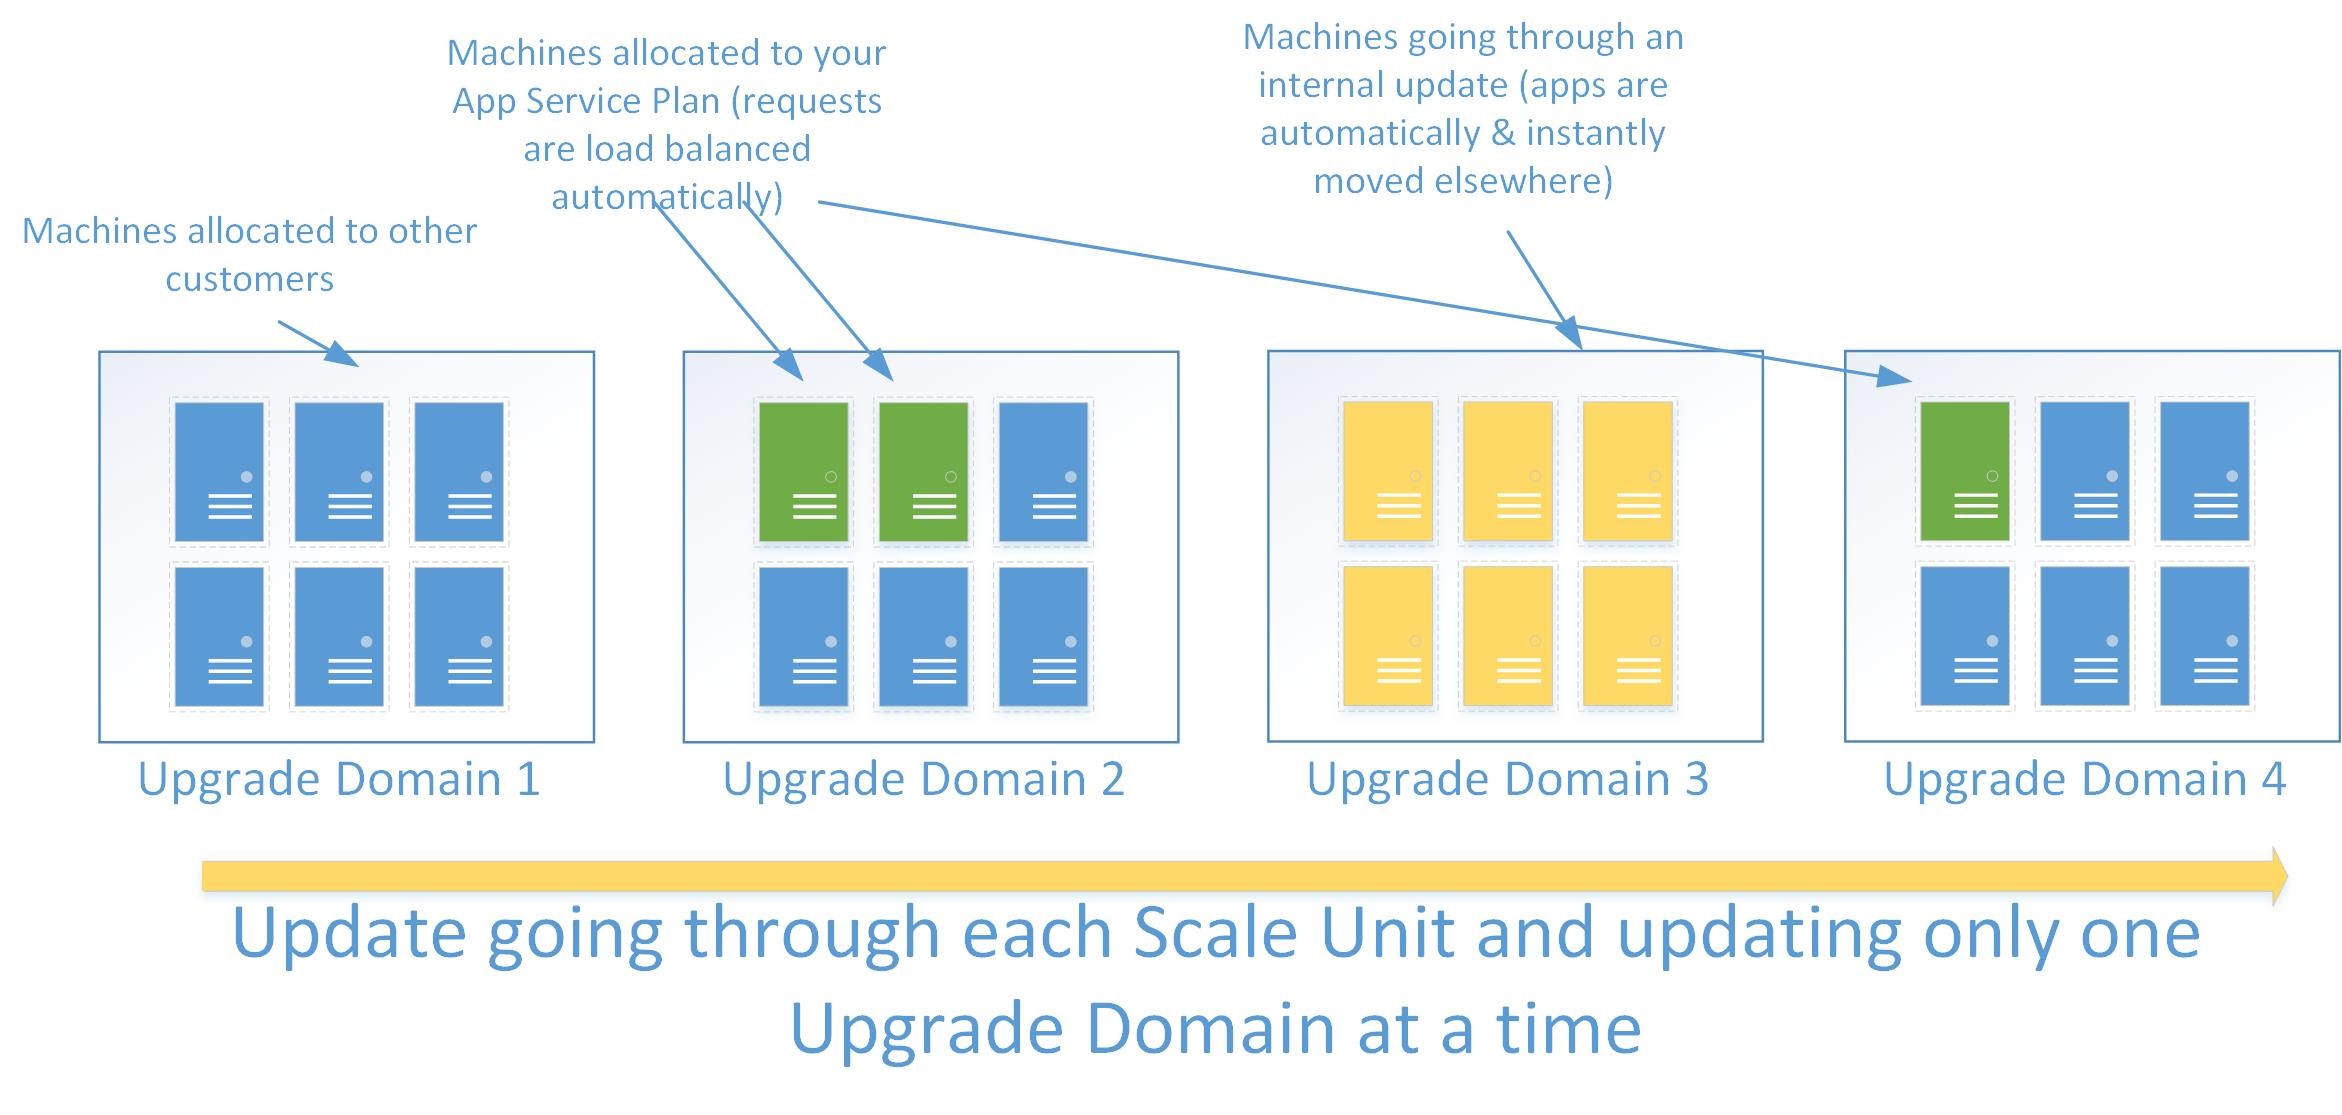 Machines allocated to your
App Service Plan (requests
are load balanced
automatically)
Machines going through an
internal update (apps are
automatically & instantly
moved elsewhere)
Machines allocated to other
customers
Upgrade Domain 1
Upgrade Domain 2
Upgrade Domain 3
Upgrade Domain 4
Update going through each Scale Unit and updating only one
Upgrade Domain at a time